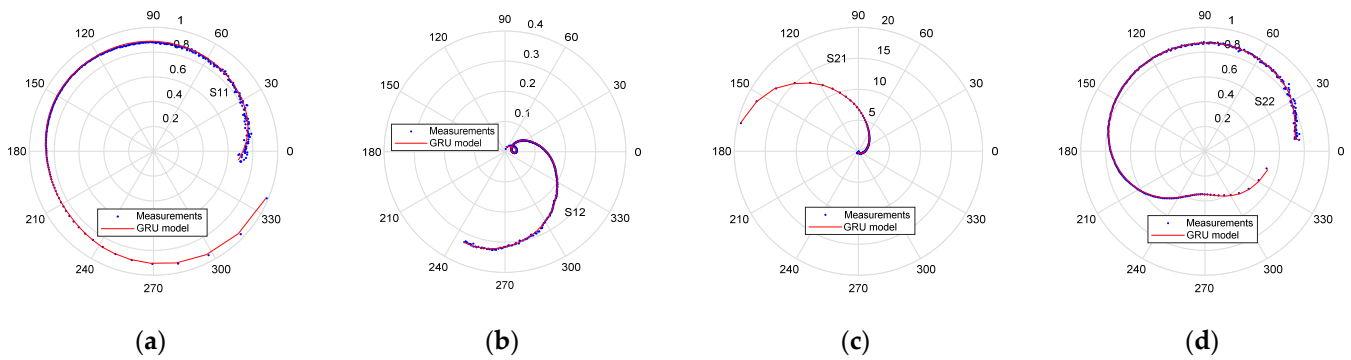 90 1
120 60
0.8
0.6
150 30
S11
0.4
0.2
180 0
Measurements
GRU model
210 330
240 300
270
(a)
90 0.4
120 60
0.3
150 0.2 30
0.1
Measurements
GRU model
180 0
S12
210 330
240 300
270
(b)
90 20
120 60
15
S21
150 10 30
5
180 0
Measurements
GRU model
210 330
240 300
270
(c)
90 1
120 60
0.8
0.6
150 30
0.4
S22
0.2
180 0
Measurements
GRU model
210 330
240 300
270
(d)